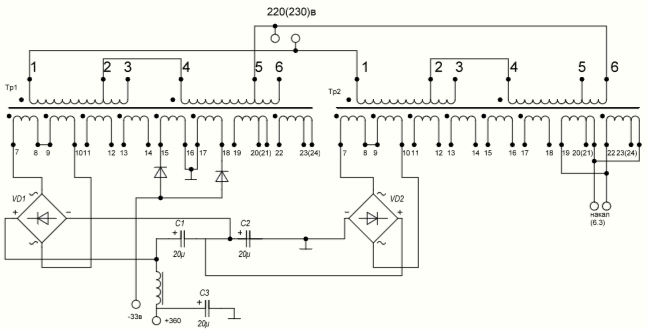 220(230)в
1 2 3 4 5 6 1 2 3 4 5 6
Тр1 Тр2
7 8 9 10 11 12 13 14 15 16 17 18 19 20(21) 22 23(24) 7 8 9 10 11 12 13 14 15 16 17 18 19 20(21) 22 23(24)
VD1 ~ + − ~
VD2 ~ − + ~
накал
(6.3)
C1 + 20µ
C2 + 20µ
C3 + 20µ
-33в
+360